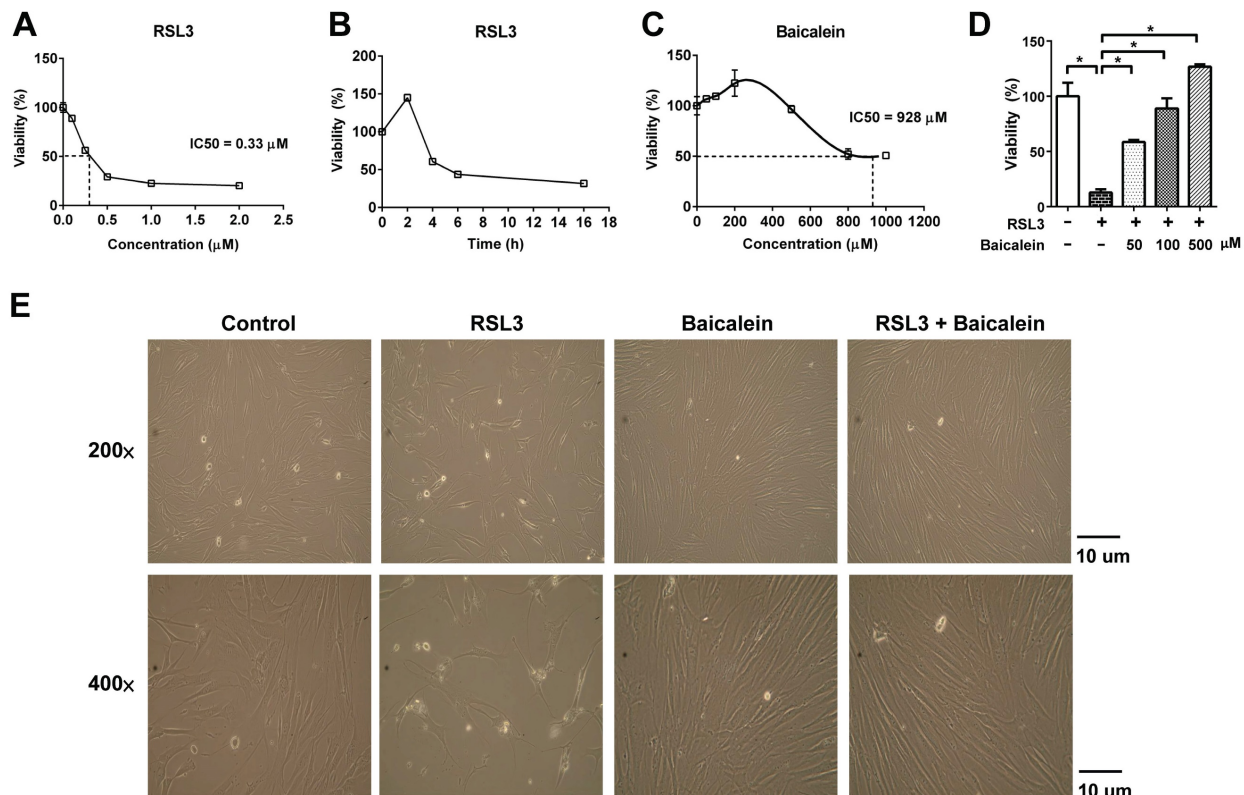 A
RSL3
Viability (%)
150
100
50
0
IC50 = 0.33 µM
0.0 0.5 1.0 1.5 2.0 2.5
Concentration (µM)
B
RSL3
Viability (%)
200
150
100
50
0
0 2 4 6 8 10 12 14 16 18
Time (h)
C
Baicalein
Viability (%)
150
100
50
0
IC50 = 928 µM
0 200 400 600 800 1000 1200
Concentration (µM)
D
Viability (%)
150
100
50
0
* * * *
RSL3 − + + + +
Baicalein − − 50 100 500 µM
E
Control RSL3 Baicalein RSL3 + Baicalein
200×
10 um
400×
10 um